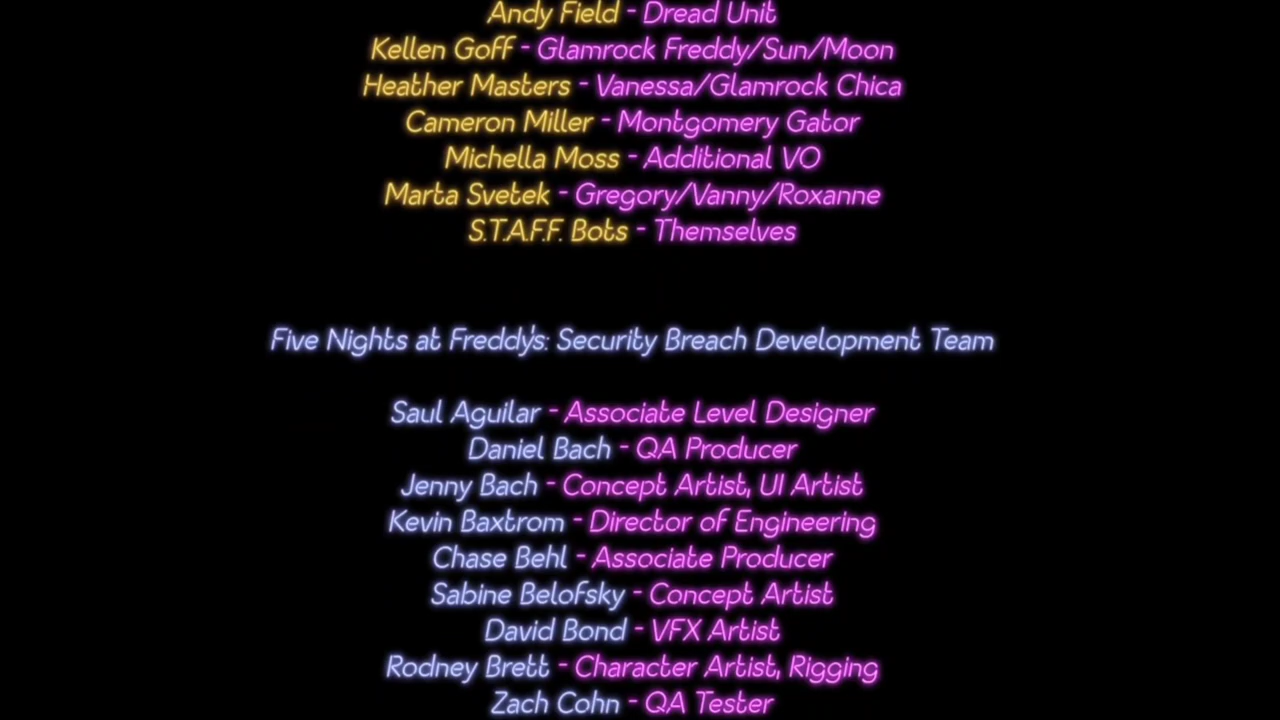 Andy Field - Dread Unit
Kellen Goff - Glamrock Freddy/Sun/Moon
Heather Masters - Vanessa/Glamrock Chica
Cameron Miller - Montgomery Gator
Michella Moss - Additional VO
Marta Svetek - Gregory/Vanny/Roxanne
S.T.A.F.F. Bots - Themselves
Five Nights at Freddy's: Security Breach Development Team
Saul Aguilar - Associate Level Designer
Daniel Bach - QA Producer
Jenny Bach - Concept Artist, UI Artist
Kevin Baxtrom - Director of Engineering
Chase Behl - Associate Producer
Sabine Belofsky - Concept Artist
David Bond - VFX Artist
Rodney Brett - Character Artist, Rigging
Zach Cohn - QA Tester